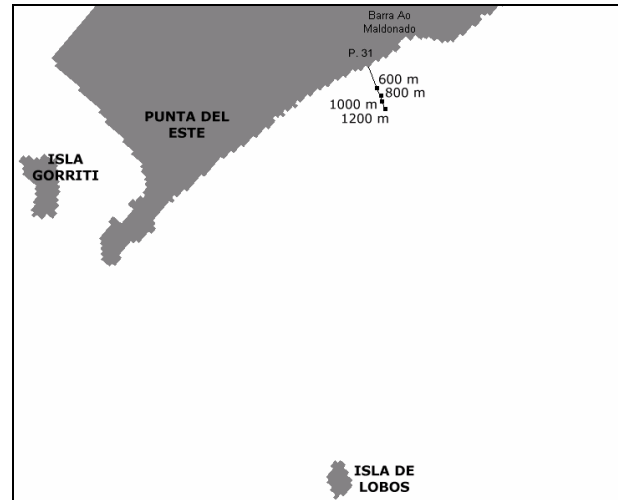 Barra Ao
Maldonado
P. 31
600 m
800 m
1000 m
1200 m
PUNTA DEL
ESTE
ISLA
GORRITI
ISLA DE
LOBOS